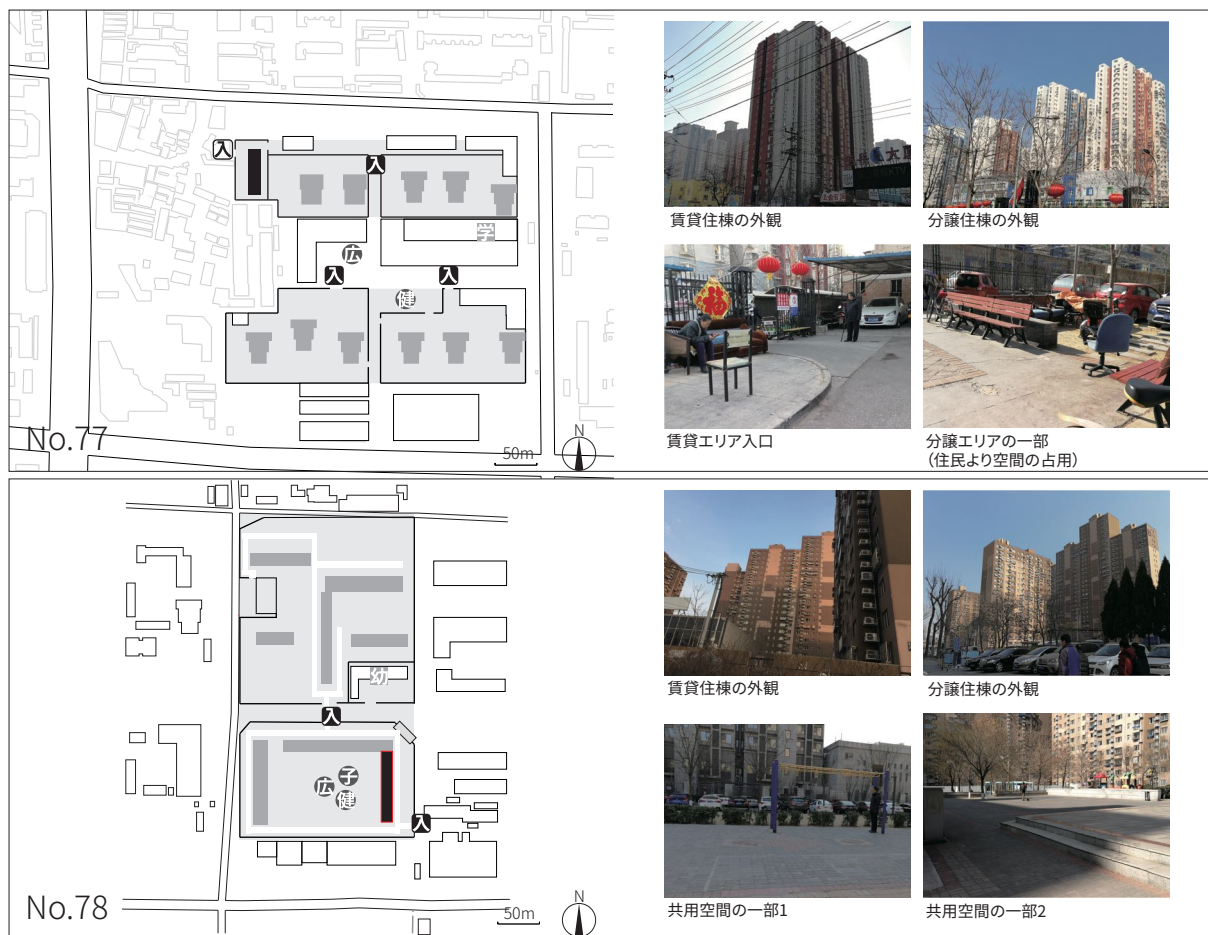 入
入
学
広
入
入
健
No.77
50m
N
賃貸住棟の外観
分譲住棟の外観
賃貸エリア入口
分譲エリアの一部
（住民より空間の占用）
福
幼
入
子
広
健
入
No.78
50m
N
賃貸住棟の外観
分譲住棟の外観
共用空間の一部1
共用空間の一部2